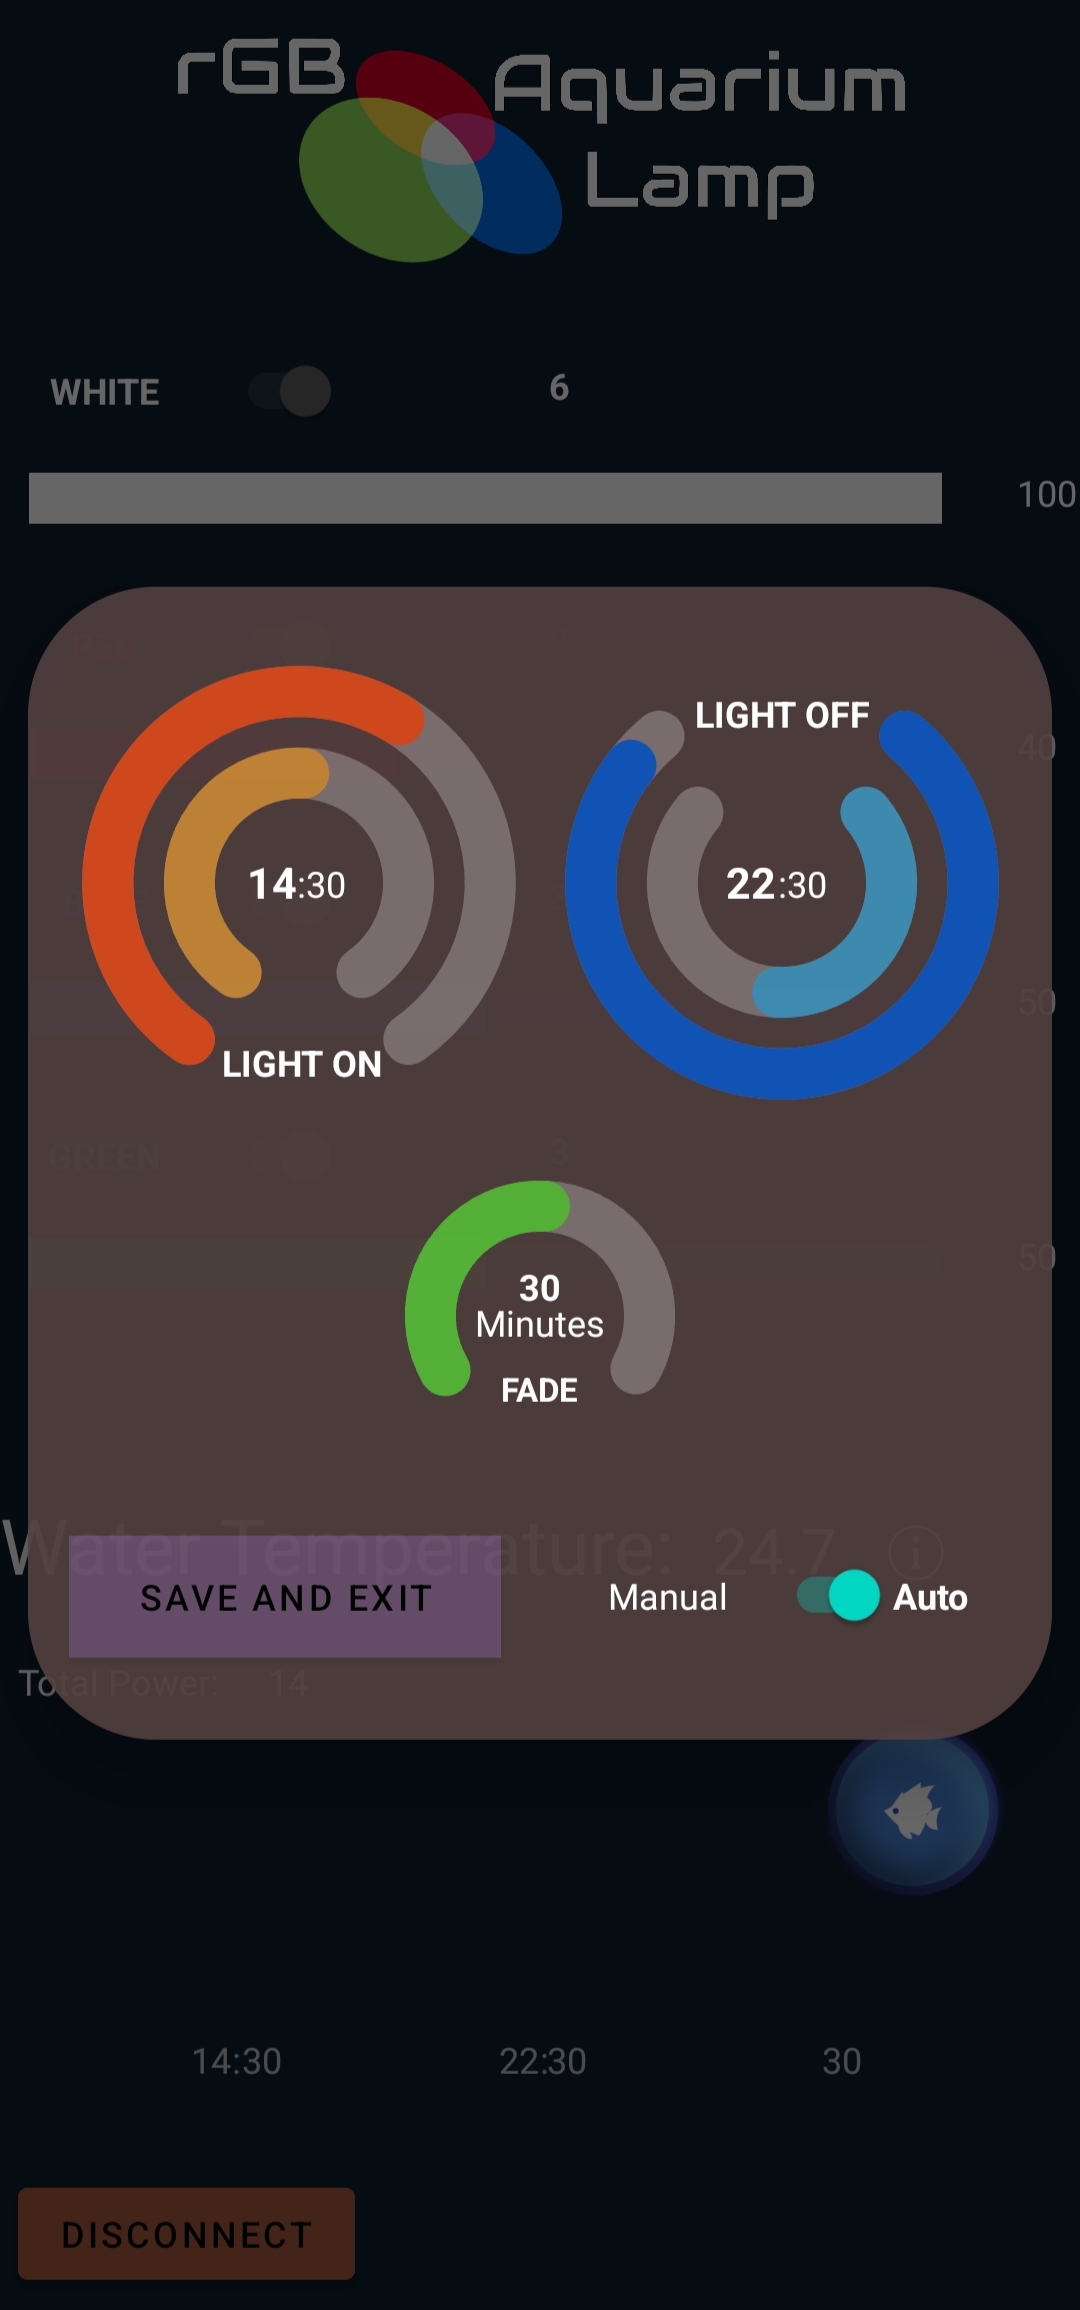 rGB Aquarium
Lamp
WHITE 6
100
RED
40
LIGHT OFF
14:30
22:30
50
LIGHT ON
GREEN 3
50
30
Minutes
FADE
Water Temperature: 24.7 i
SAVE AND EXIT
Manual Auto
Total Power: 14
14:30 22:30 30
DISCONNECT